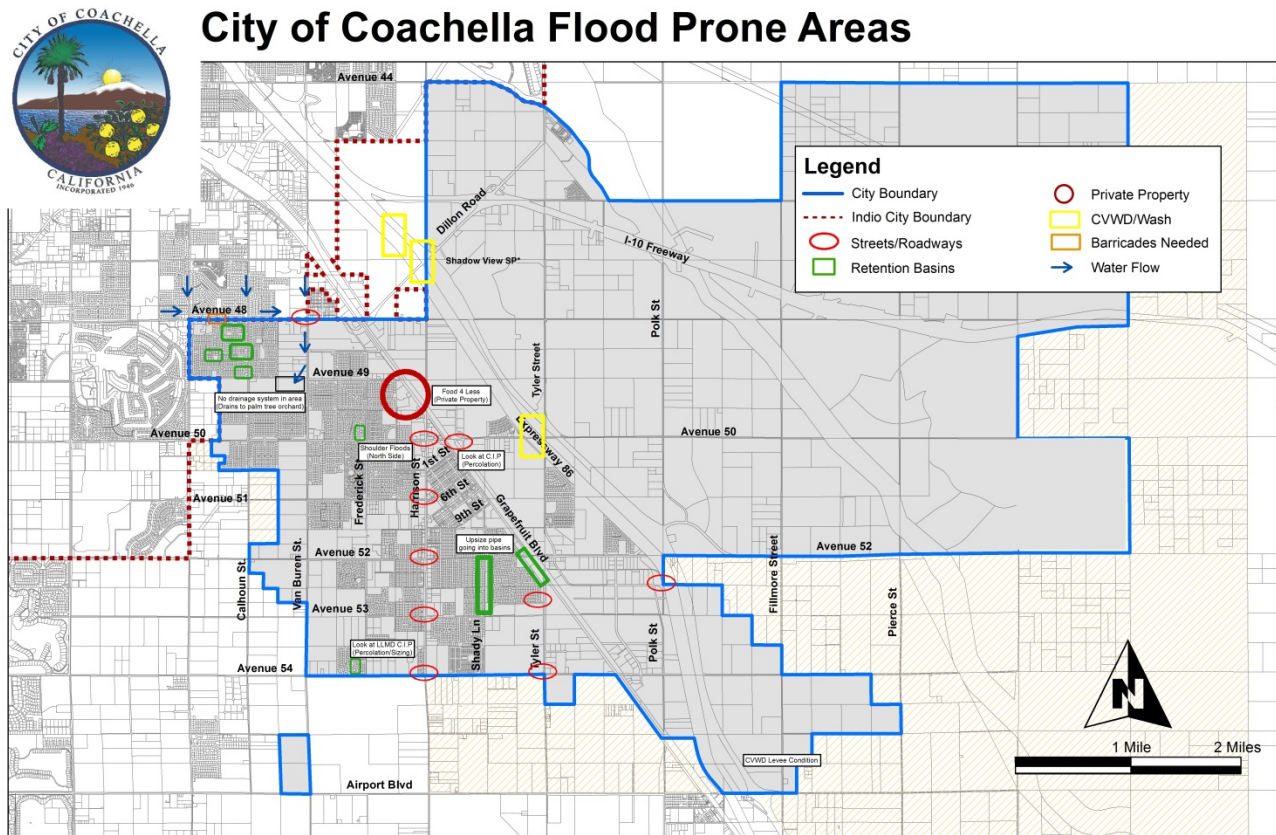 CITY OF COACHELLA
CALIFORNIA
INCORPORATED 1946
City of Coachella Flood Prone Areas
Avenue 44
Legend
City Boundary
Indio City Boundary
Streets/Roadways
Retention Basins
Private Property
CVWD/Wash
Barricades Needed
Water Flow
Dillon Road
I-10 Freeway
Shadow View SP*
Avenue 48
Polk St
Tyler Street
Avenue 49
Food 4 Less
(Private Property)
No drainage system in area
(Drains to palm tree orchard)
Avenue 50
Shoulder Floods
(North Side)
Look at C.I.P
(Percolation)
Expressway 86
Avenue 50
1st St
6th St
9th St
Frederick St
Harrison St
Avenue 51
Grapefruit Blvd
Upsize pipe
going into basins
Avenue 52
Avenue 52
Calhoun St.
Van Buren St.
Fillmore Street
Pierce St
Avenue 53
Shady Ln
Tyler St
Polk St
Look at LLMD C.I.P
(Percolation/Sizing)
Avenue 54
N
1 Mile
2 Miles
CVWD Levee Condition
Airport Blvd